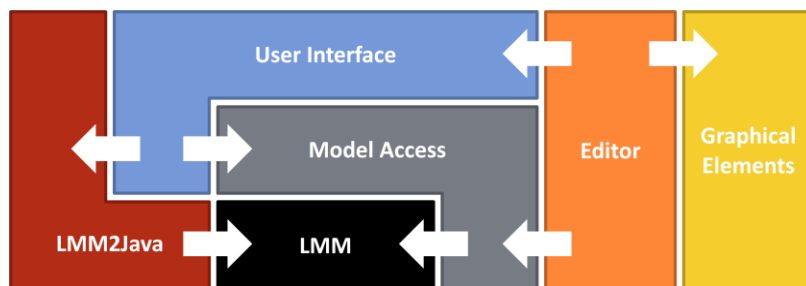 User Interface
Model Access
Editor
Graphical
Elements
LMM2Java
LMM